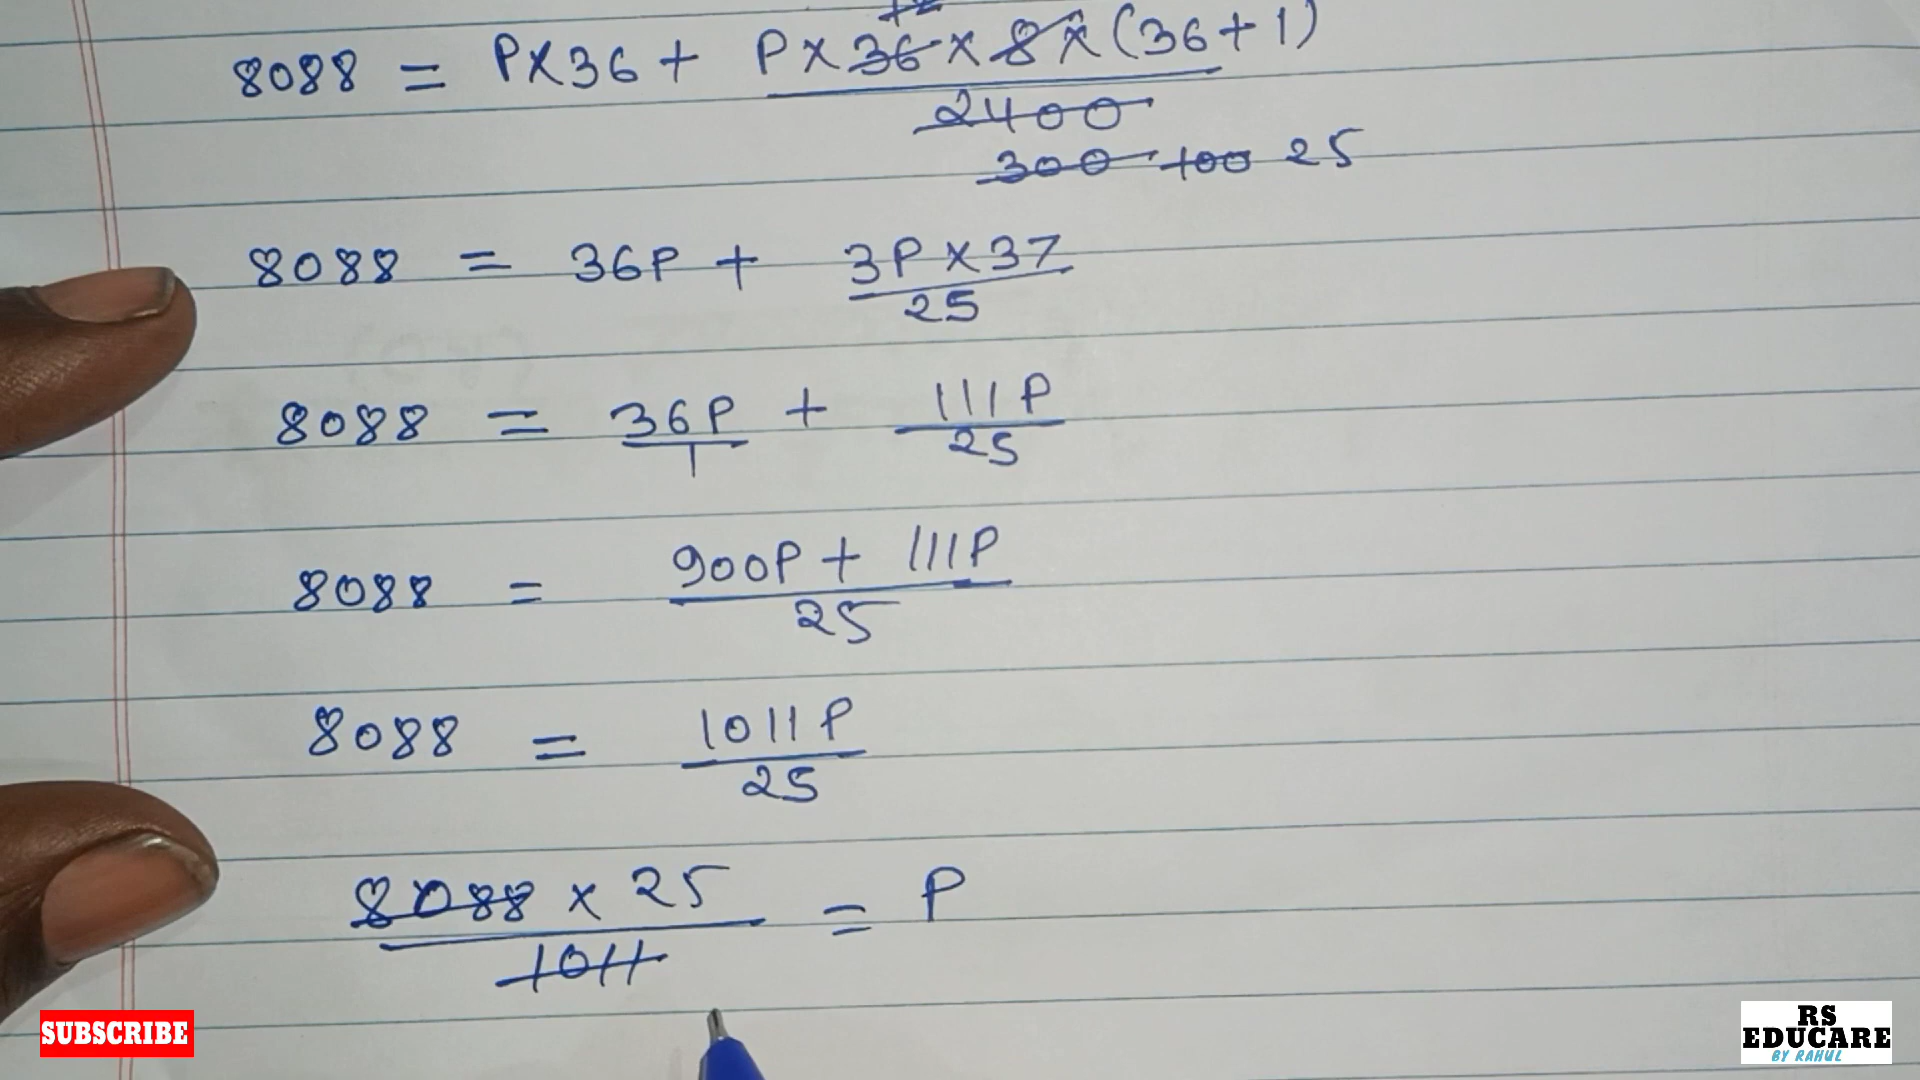 8088 = P×36 + P×36×8×(36+1)
2400
300 100 25
8088 = 36P + 3P×37
25
8088 = 36P + 111P
1 25
8088 = 900P + 111P
25
8088 = 1011P
25
8088 × 25 = P
1011
SUBSCRIBE
RS
EDUCARE
BY RAHUL